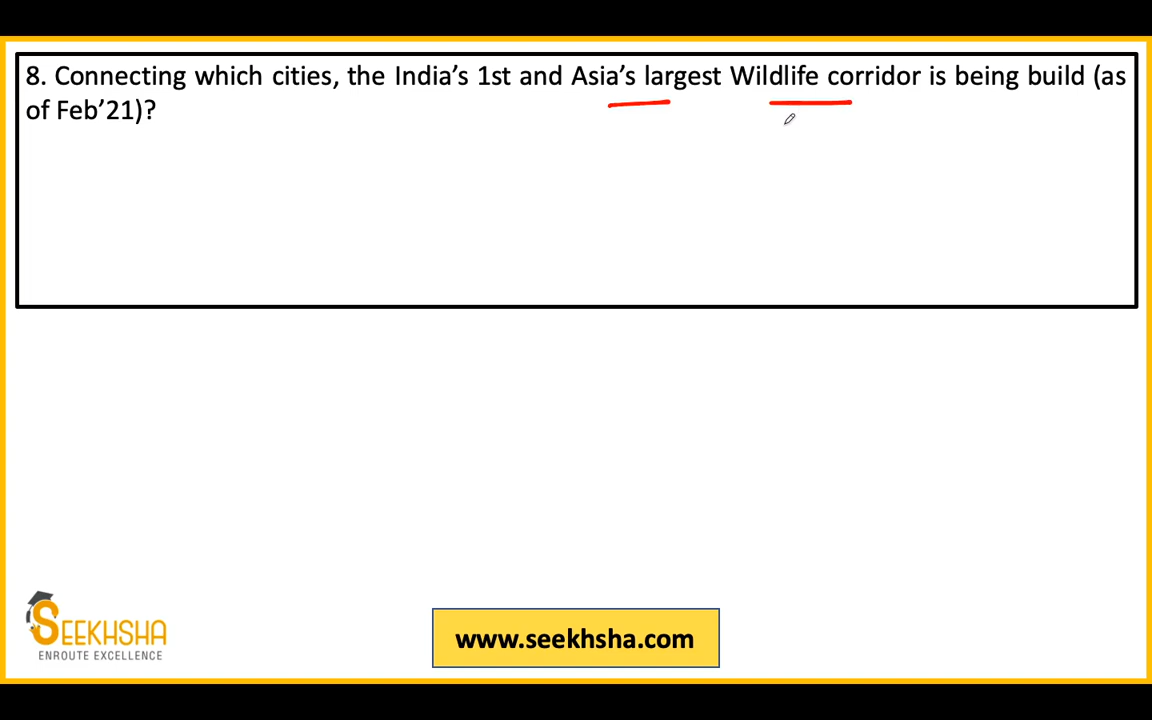 8. Connecting which cities, the India’s 1st and Asia’s largest Wildlife corridor is being build (as
of Feb’21)?
SEEKHSHA
ENROUTE EXCELLENCE
www.seekhsha.com